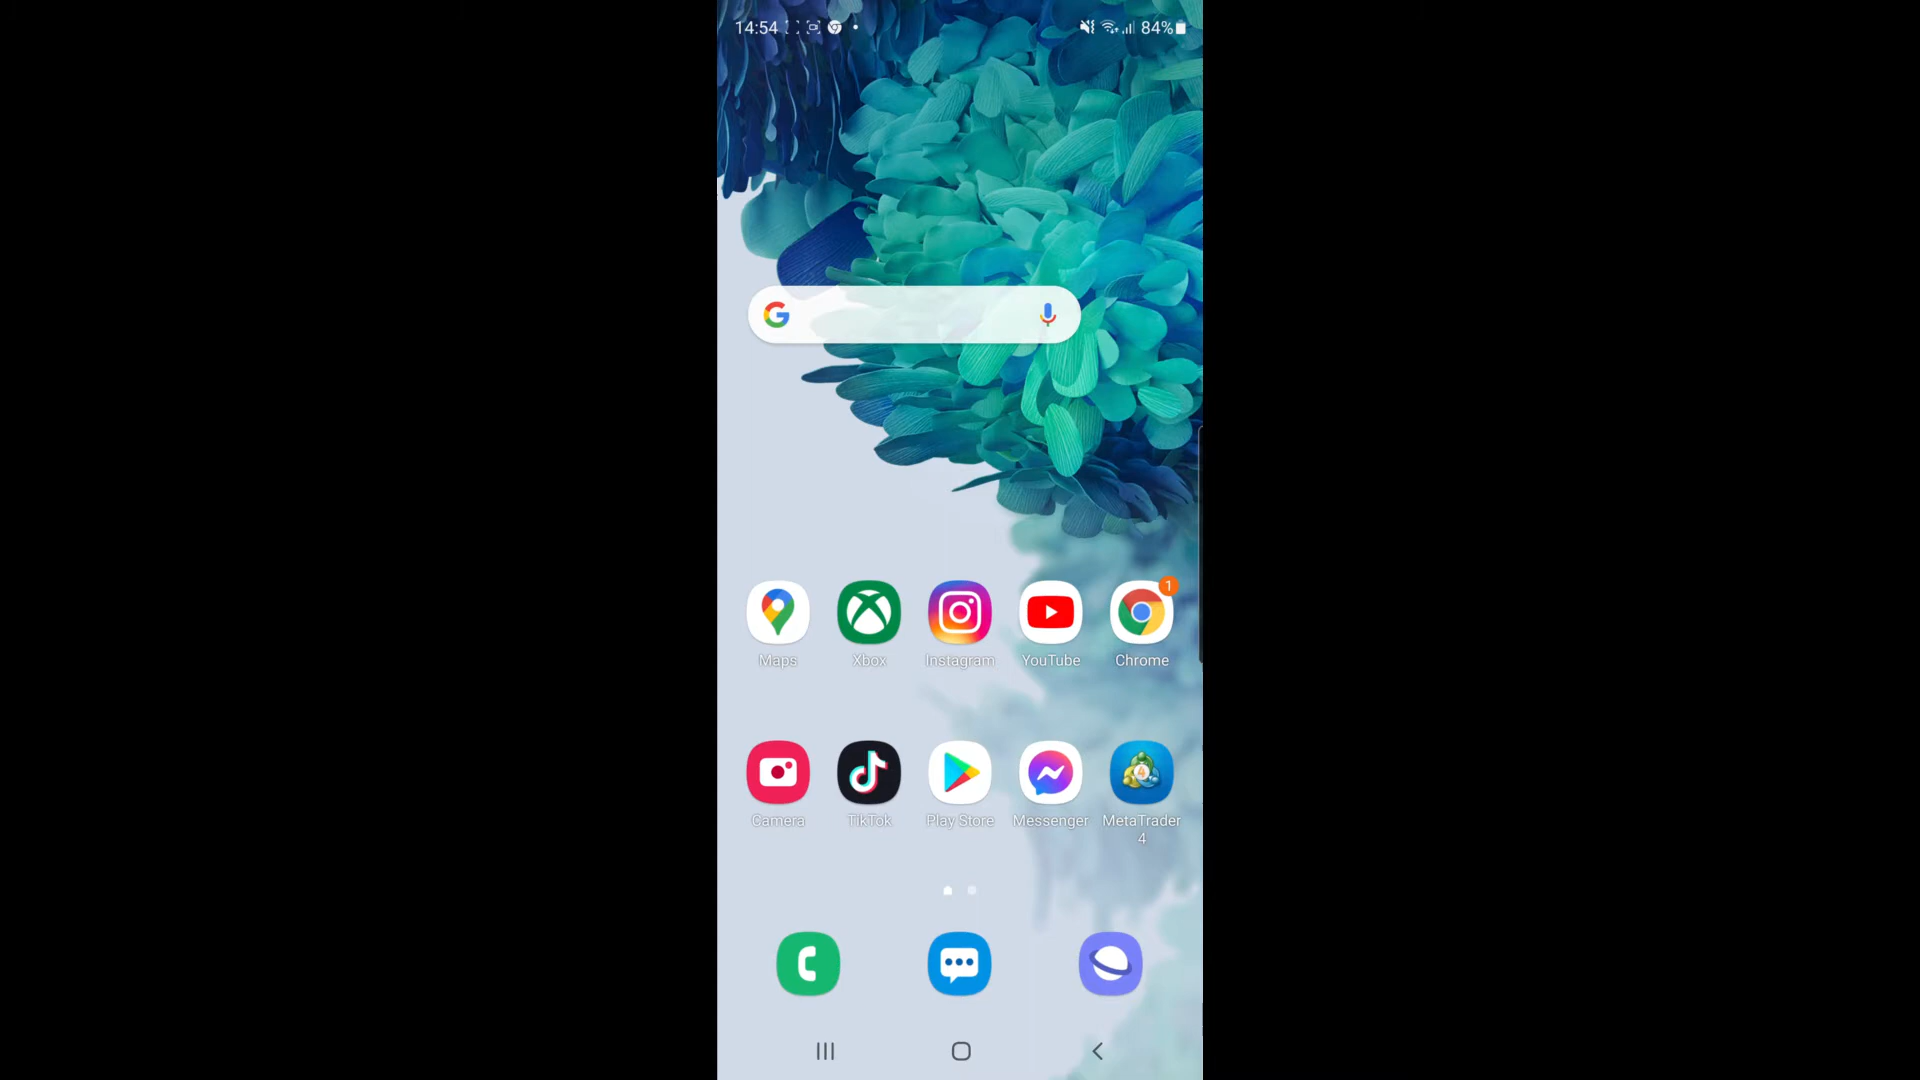 14:54 84%
Maps Xbox Instagram YouTube Chrome
1
Camera TikTok Play Store Messenger MetaTrader
4